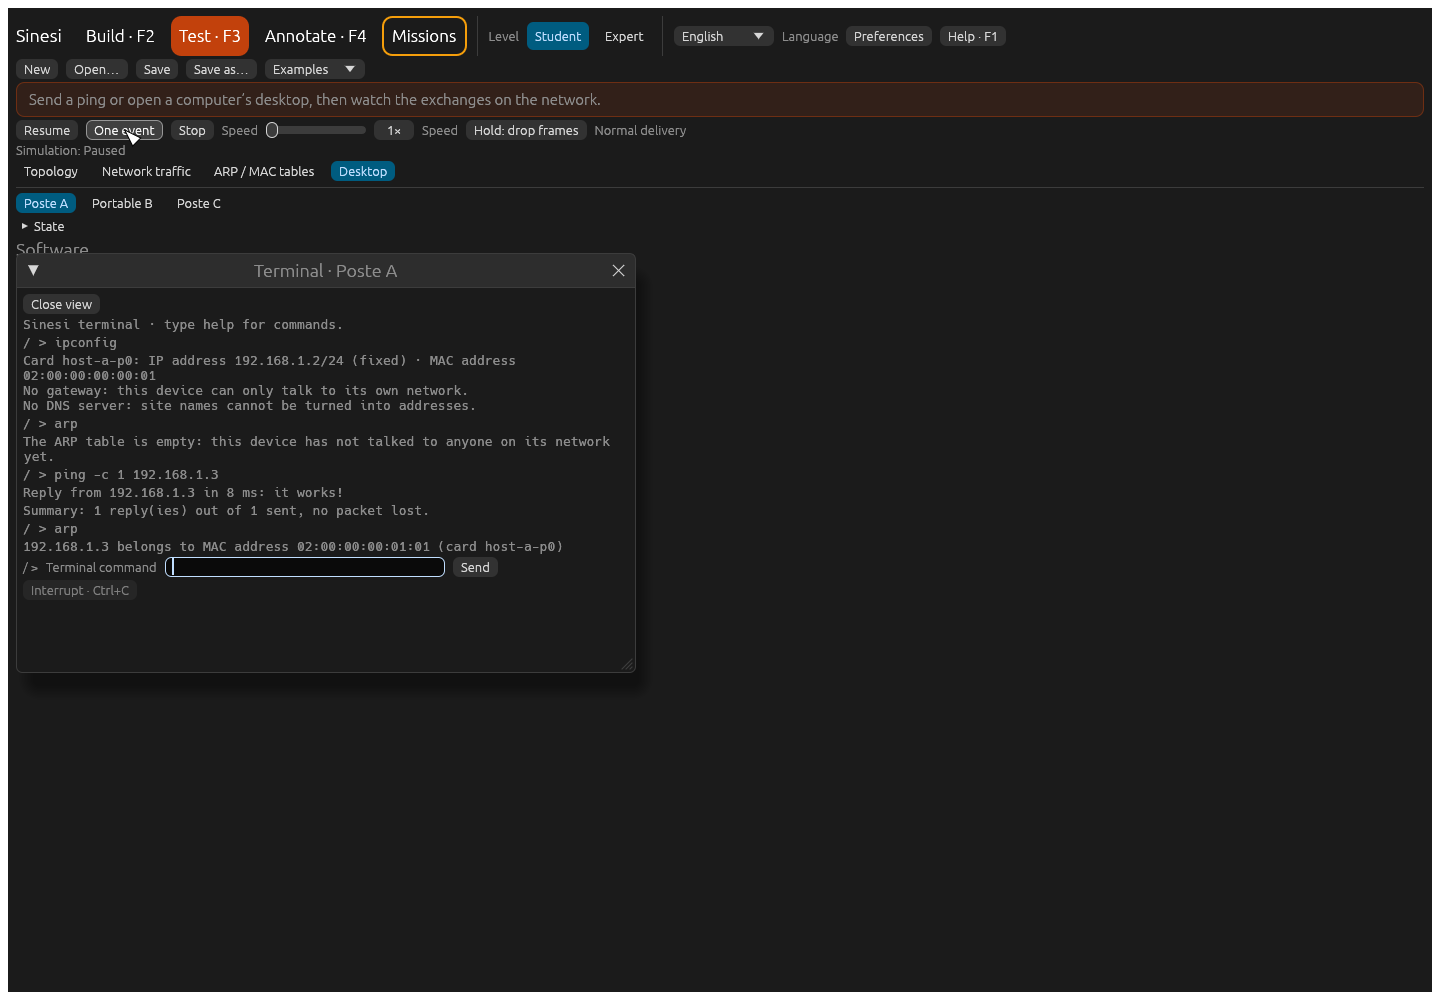 Sinesi Build · F2 Test · F3 Annotate · F4 Missions Level Student Expert English Language Preferences Help · F1
New Open… Save Save as… Examples
Send a ping or open a computer’s desktop, then watch the exchanges on the network.
Resume One event Stop Speed 1× Speed Hold: drop frames Normal delivery
Simulation: Paused
Topology Network traffic ARP / MAC tables Desktop
Poste A Portable B Poste C
State
Software
Terminal · Poste A
Close view
Sinesi terminal · type help for commands.
/ > ipconfig
Card host-a-p0: IP address 192.168.1.2/24 (fixed) · MAC address
02:00:00:00:00:01
No gateway: this device can only talk to its own network.
No DNS server: site names cannot be turned into addresses.
/ > arp
The ARP table is empty: this device has not talked to anyone on its network
yet.
/ > ping -c 1 192.168.1.3
Reply from 192.168.1.3 in 8 ms: it works!
Summary: 1 reply(ies) out of 1 sent, no packet lost.
/ > arp
192.168.1.3 belongs to MAC address 02:00:00:00:01:01 (card host-a-p0)
/ > Terminal command Send
Interrupt · Ctrl+C